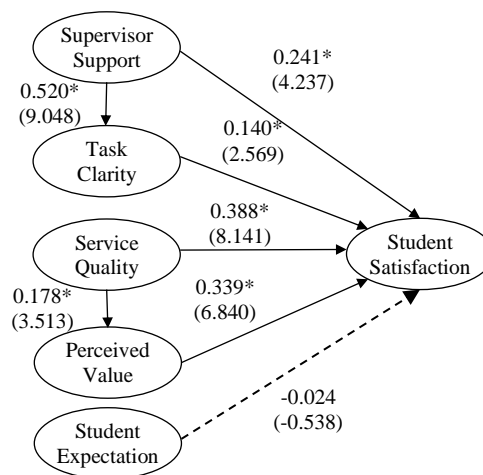 Supervisor
Support
0.241*
(4.237)
0.520*
(9.048)
0.140*
(2.569)
Task
Clarity
0.388*
(8.141)
Service
Quality
Student
Satisfaction
0.178*
(3.513)
0.339*
(6.840)
Perceived
Value
-0.024
(-0.538)
Student
Expectation